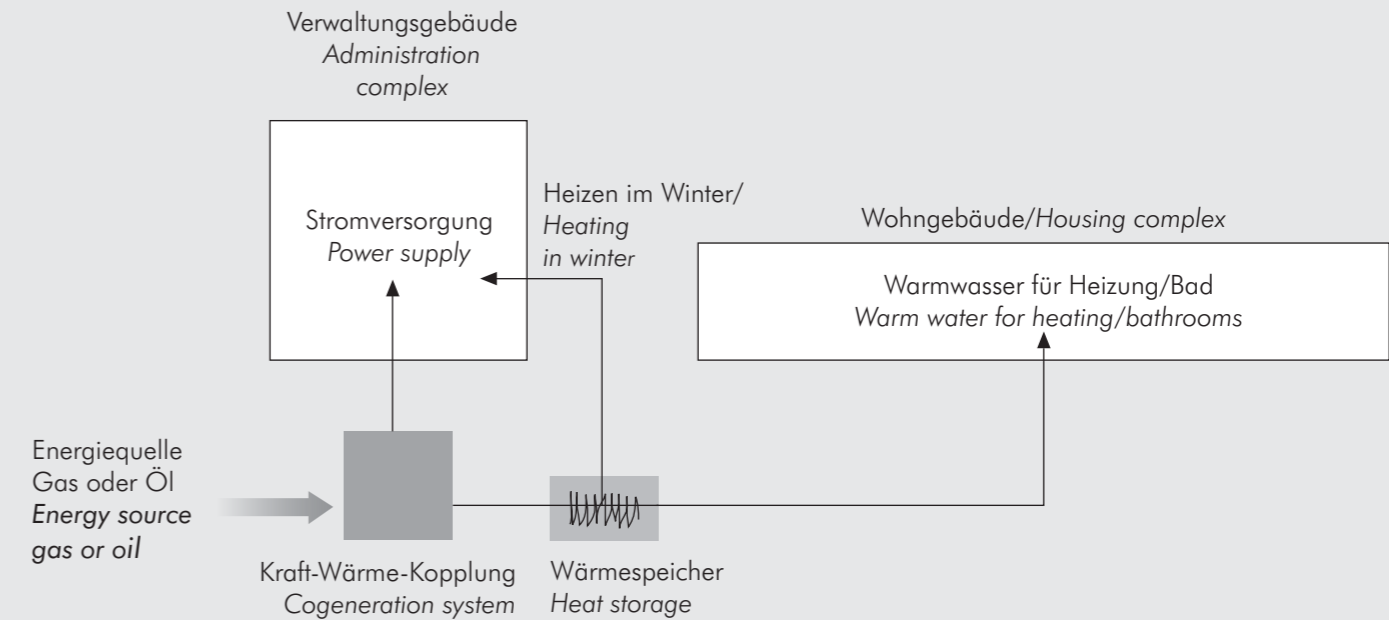 Verwaltungsgebäude
Administration
complex
Stromversorgung
Power supply
Heizen im Winter/
Heating
in winter
Wohngebäude/Housing complex
Warmwasser für Heizung/Bad
Warm water for heating/bathrooms
Energiequelle
Gas oder Öl
Energy source
gas or oil
Kraft-Wärme-Kopplung
Cogeneration system
Wärmespeicher
Heat storage